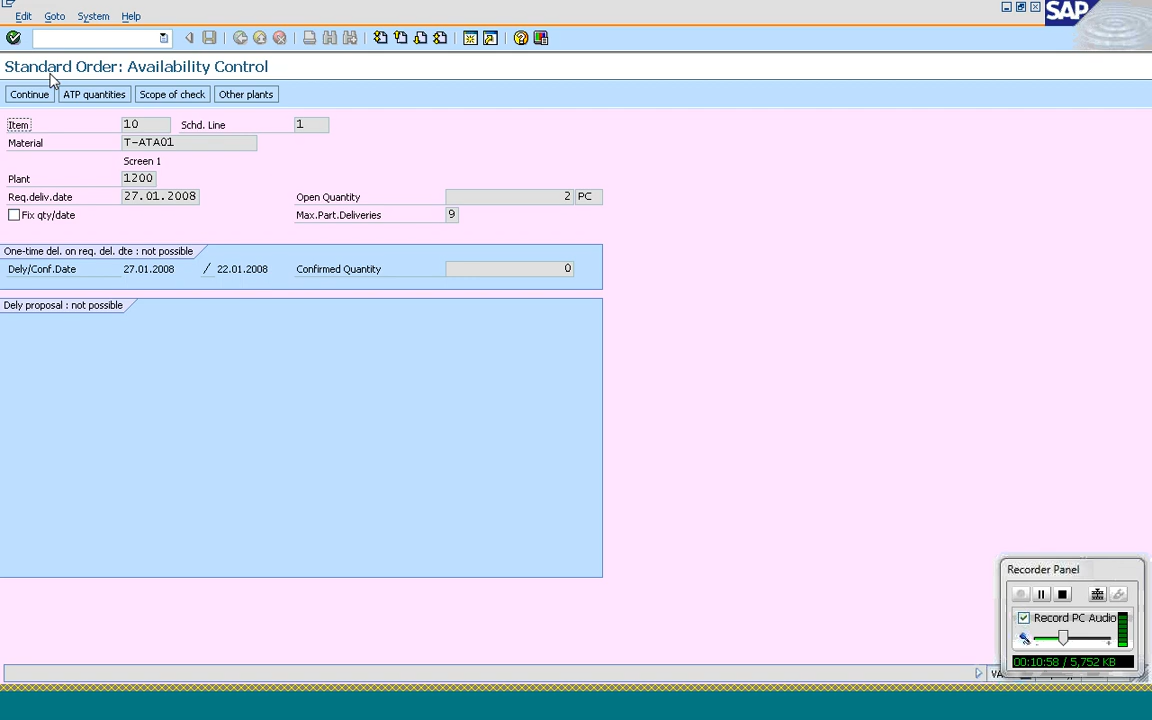 Edit Goto System Help
SAP
Standard Order: Availability Control
Continue ATP quantities Scope of check Other plants
Item 10 Schd. Line 1
Material T-ATA01
Screen 1
Plant 1200
Req.deliv.date 27.01.2008 Open Quantity 2 PC
Fix qty/date Max.Part.Deliveries 9
One-time del. on req. del. dte : not possible
Dely/Conf.Date 27.01.2008 / 22.01.2008 Confirmed Quantity 0
Dely proposal : not possible
Recorder Panel
Record PC Audio
00:10:58 / 5,752 KB